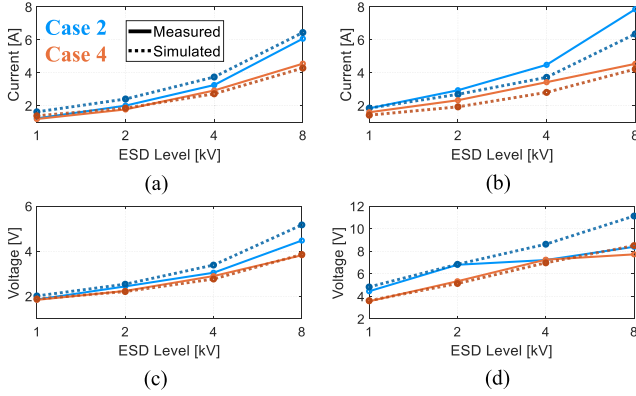 Case 2
Case 4
Measured
Simulated
Current [A]
8
6
4
2
1
2
4
8
ESD Level [kV]
(a)
Current [A]
8
6
4
2
1
2
4
8
ESD Level [kV]
(b)
Voltage [V]
6
4
2
1
2
4
8
ESD Level [kV]
(c)
Voltage [V]
12
10
8
6
4
2
1
2
4
8
ESD Level [kV]
(d)